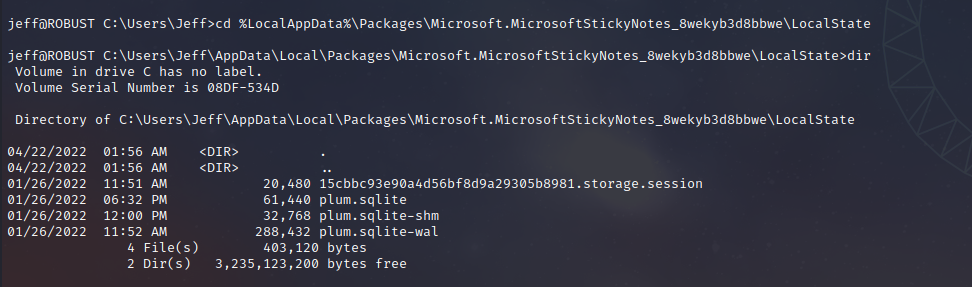 jeff@ROBUST C:\Users\Jeff>cd %LocalAppData%\Packages\Microsoft.MicrosoftStickyNotes_8wekyb3d8bbwe\LocalState
jeff@ROBUST C:\Users\Jeff\AppData\Local\Packages\Microsoft.MicrosoftStickyNotes_8wekyb3d8bbwe\LocalState>dir
 Volume in drive C has no label.
 Volume Serial Number is 08DF-534D
 Directory of C:\Users\Jeff\AppData\Local\Packages\Microsoft.MicrosoftStickyNotes_8wekyb3d8bbwe\LocalState
04/22/2022  01:56 AM    <DIR>          .
04/22/2022  01:56 AM    <DIR>          ..
01/26/2022  11:51 AM            20,480 15cbbc93e90a4d56bf8d9a29305b8981.storage.session
01/26/2022  06:32 PM            61,440 plum.sqlite
01/26/2022  12:00 PM            32,768 plum.sqlite-shm
01/26/2022  11:52 AM           288,432 plum.sqlite-wal
               4 File(s)        403,120 bytes
               2 Dir(s)   3,235,123,200 bytes free